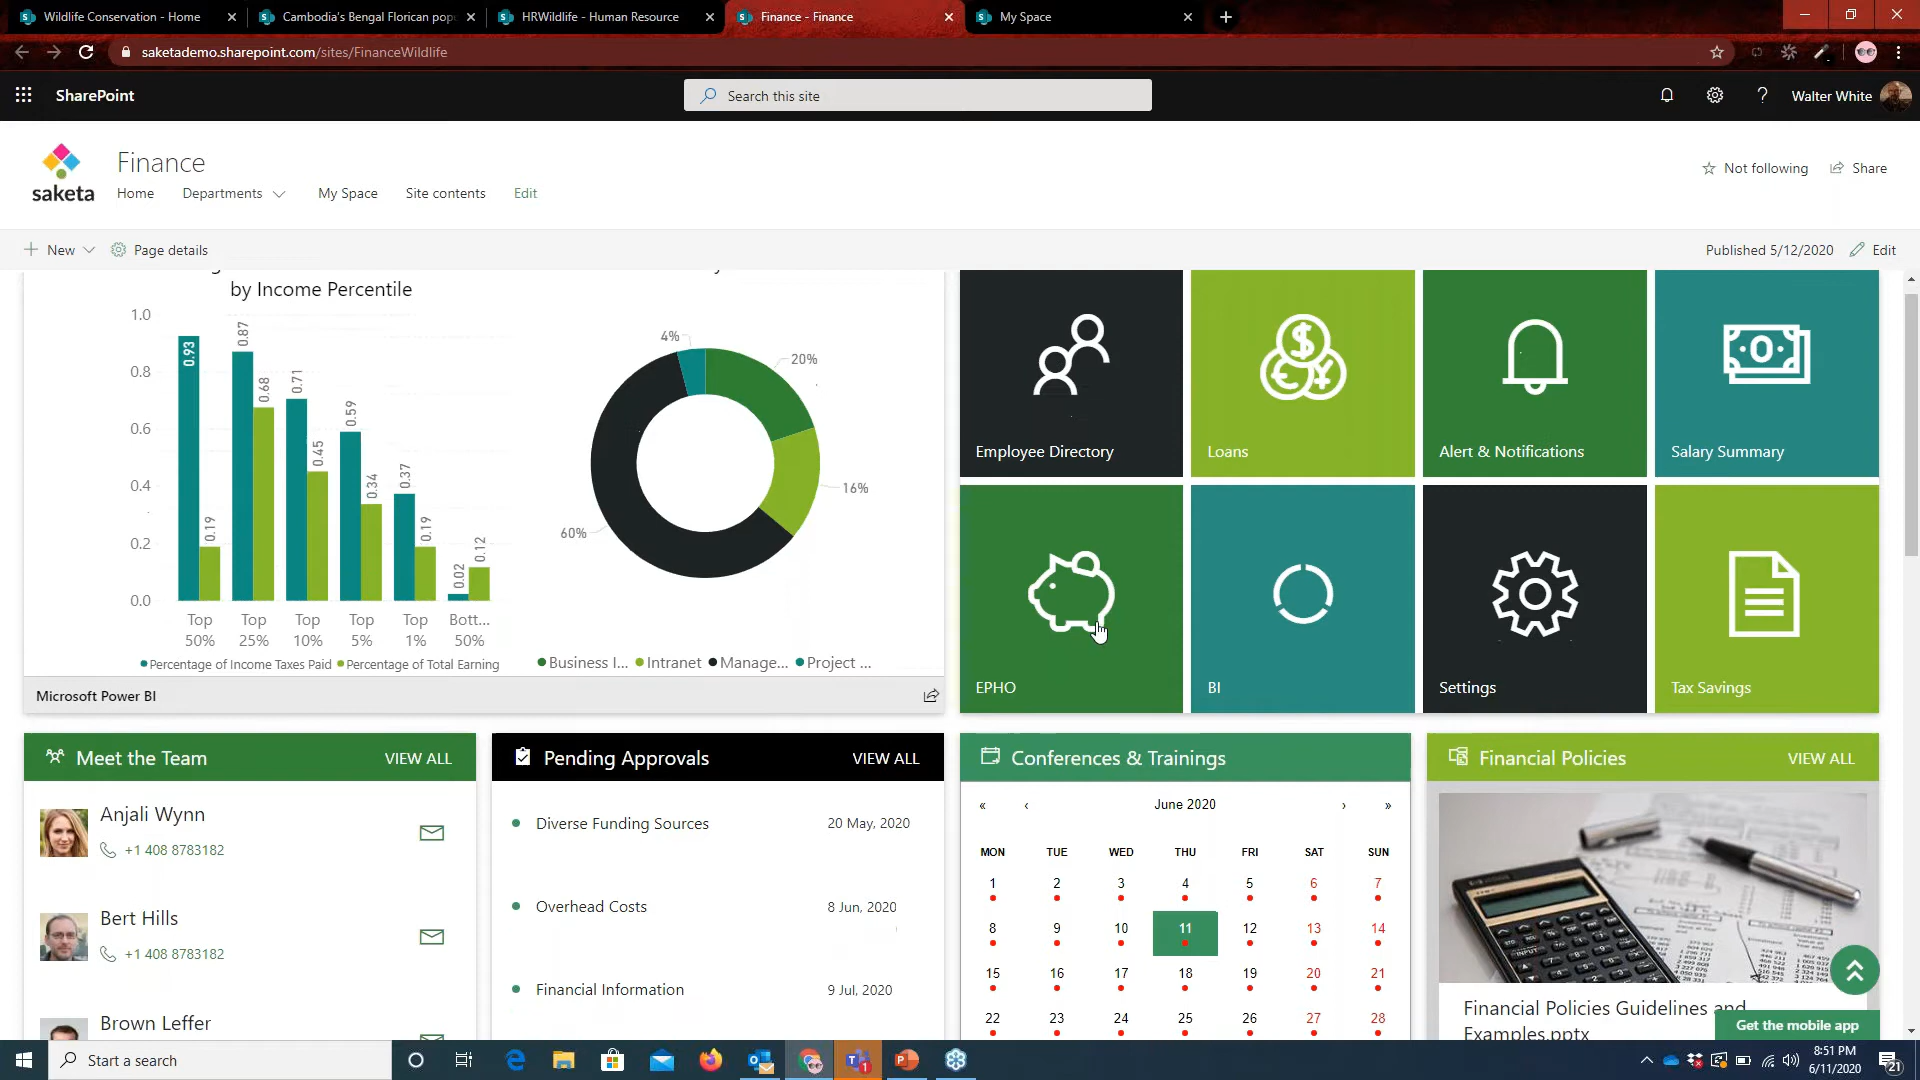 Wildlife Conservation - Home
Cambodia's Bengal Florican pop
HRWildlife - Human Resource
Finance - Finance
My Space
saketademo.sharepoint.com/sites/FinanceWildlife
SharePoint
Search this site
Walter White
saketa
Finance
Home
Departments
My Space
Site contents
Edit
Not following
Share
New
Page details
Published 5/12/2020
Edit
by Income Percentile
1.0
0.8
0.6
0.4
0.2
0.0
0.93
0.19
0.87
0.68
0.71
0.45
0.59
0.34
0.37
0.19
0.02
0.12
Top 50%
Top 25%
Top 10%
Top 5%
Top 1%
Bott... 50%
Percentage of Income Taxes Paid
Percentage of Total Earning
4%
20%
16%
60%
Business I...
Intranet
Manage...
Project ...
Microsoft Power BI
Employee Directory
Loans
Alert & Notifications
Salary Summary
EPHO
BI
Settings
Tax Savings
Meet the Team
VIEW ALL
Anjali Wynn
+1 408 8783182
Bert Hills
+1 408 8783182
Brown Leffer
Pending Approvals
VIEW ALL
Diverse Funding Sources
20 May, 2020
Overhead Costs
8 Jun, 2020
Financial Information
9 Jul, 2020
Conferences & Trainings
« ‹ June 2020 › »
MON TUE WED THU FRI SAT SUN
1 2 3 4 5 6 7
8 9 10 11 12 13 14
15 16 17 18 19 20 21
22 23 24 25 26 27 28
Financial Policies
VIEW ALL
Financial Policies Guidelines and
Examples.pptx
Get the mobile app
Start a search
8:51 PM
6/11/2020
21